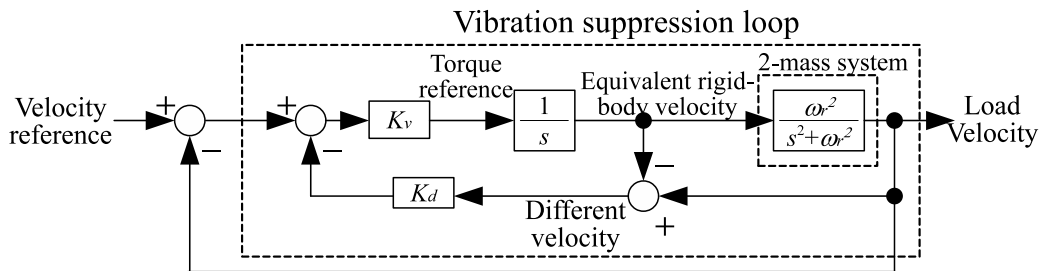 Vibration suppression loop
2-mass system
Torque
reference
Equivalent rigid-
body velocity
Velocity
reference
+
−
+
−
Kv
1
s
ωr²
s²+ωr²
Load
Velocity
−
+
Kd
Different
velocity